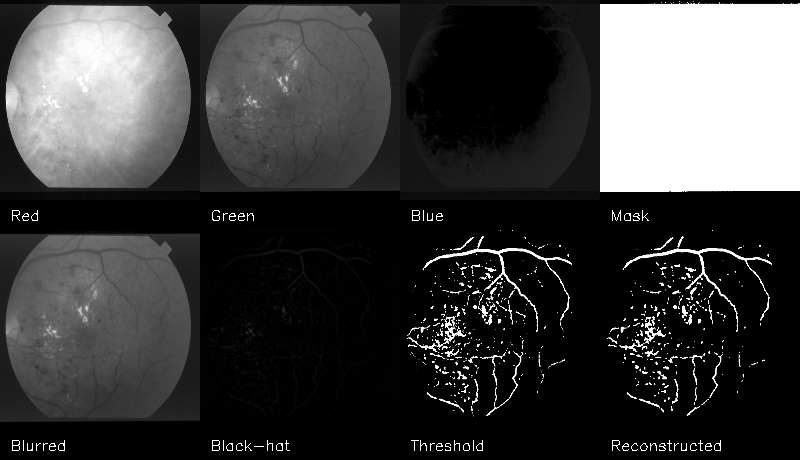 Red
Green
Blue
Mask
Blurred
Black-hat
Threshold
Reconstructed